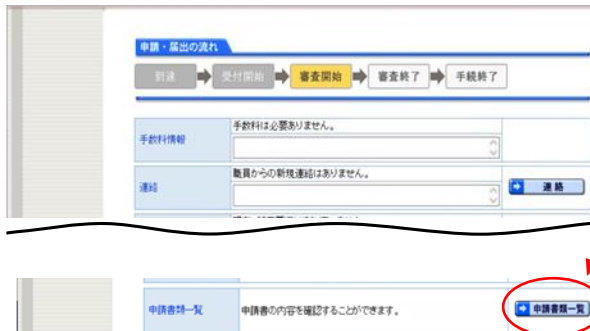 申請・届出の流れ
到達 受付開始 審査開始 審査終了 手続終了
手数料は必要ありません。
手数料情報
職員からの新規連絡はありません。
連絡
連絡
申請書類一覧 申請書の内容を確認することができます。 申請書類一覧